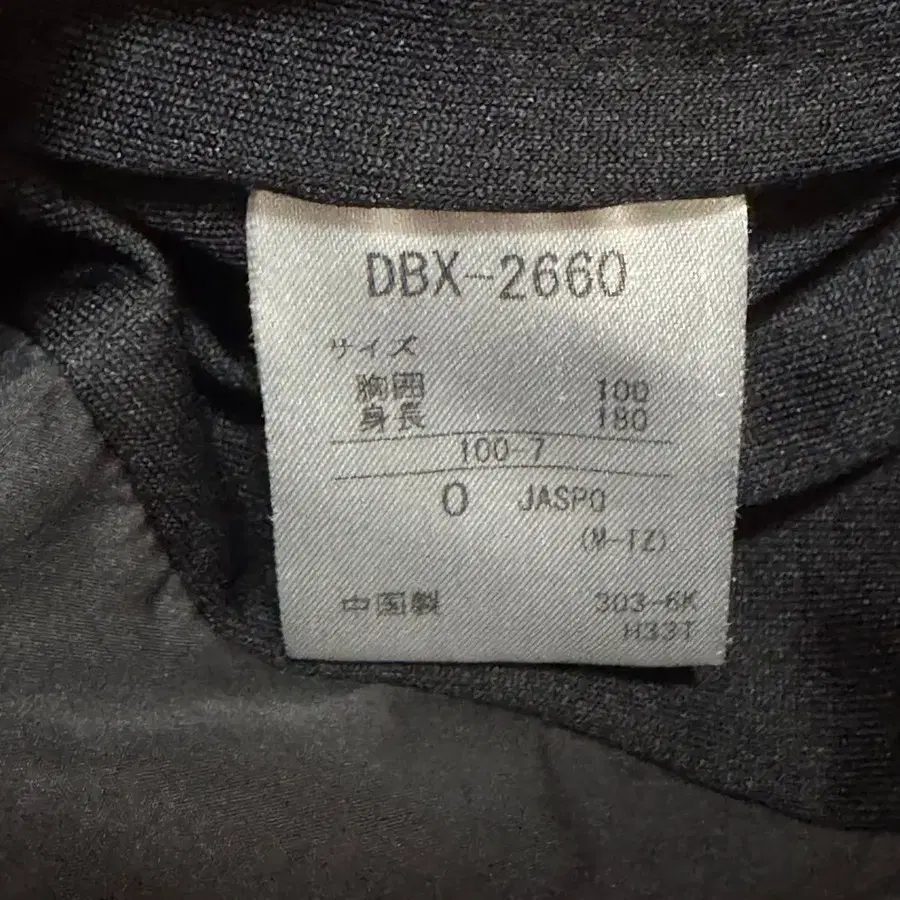 DBX-2660
サイズ
胸囲 100
身長 180
100-7
O JASPO
(M-TZ)
中国製 303-6K
H33T